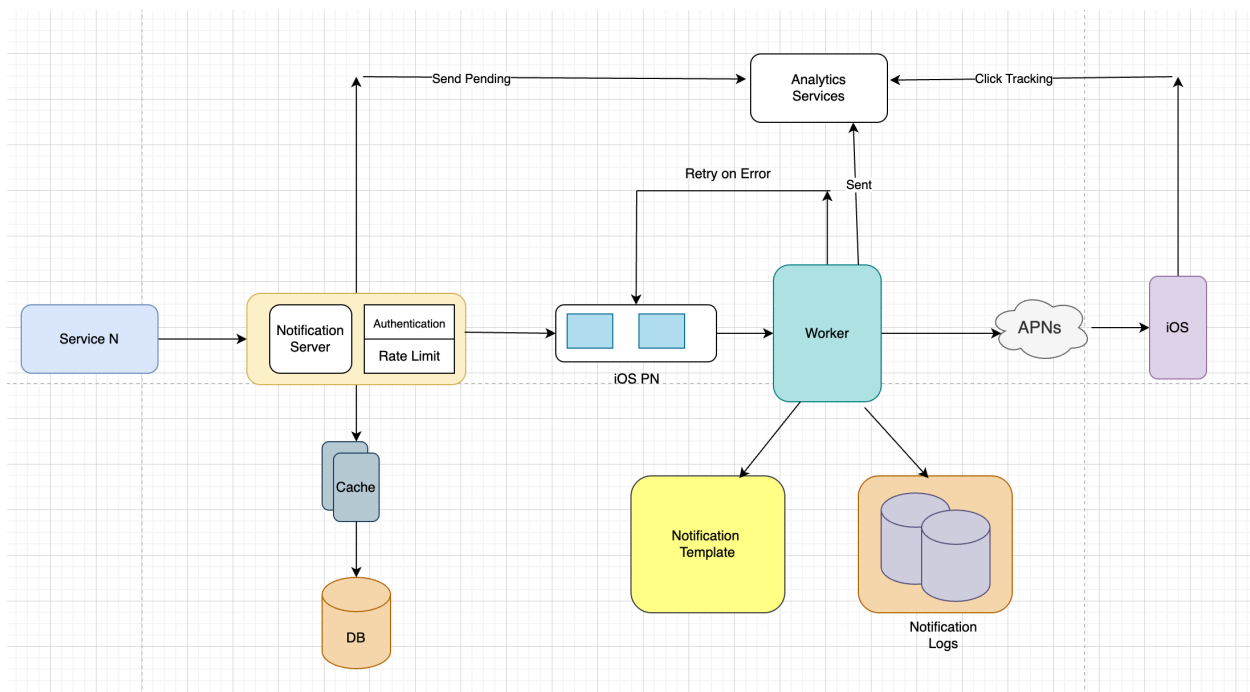 Send Pending
Analytics
Services
Click Tracking
Retry on Error
Sent
Service N
Notification
Server
Authentication
Rate Limit
iOS PN
Worker
APNs
iOS
Cache
DB
Notification
Template
Notification
Logs